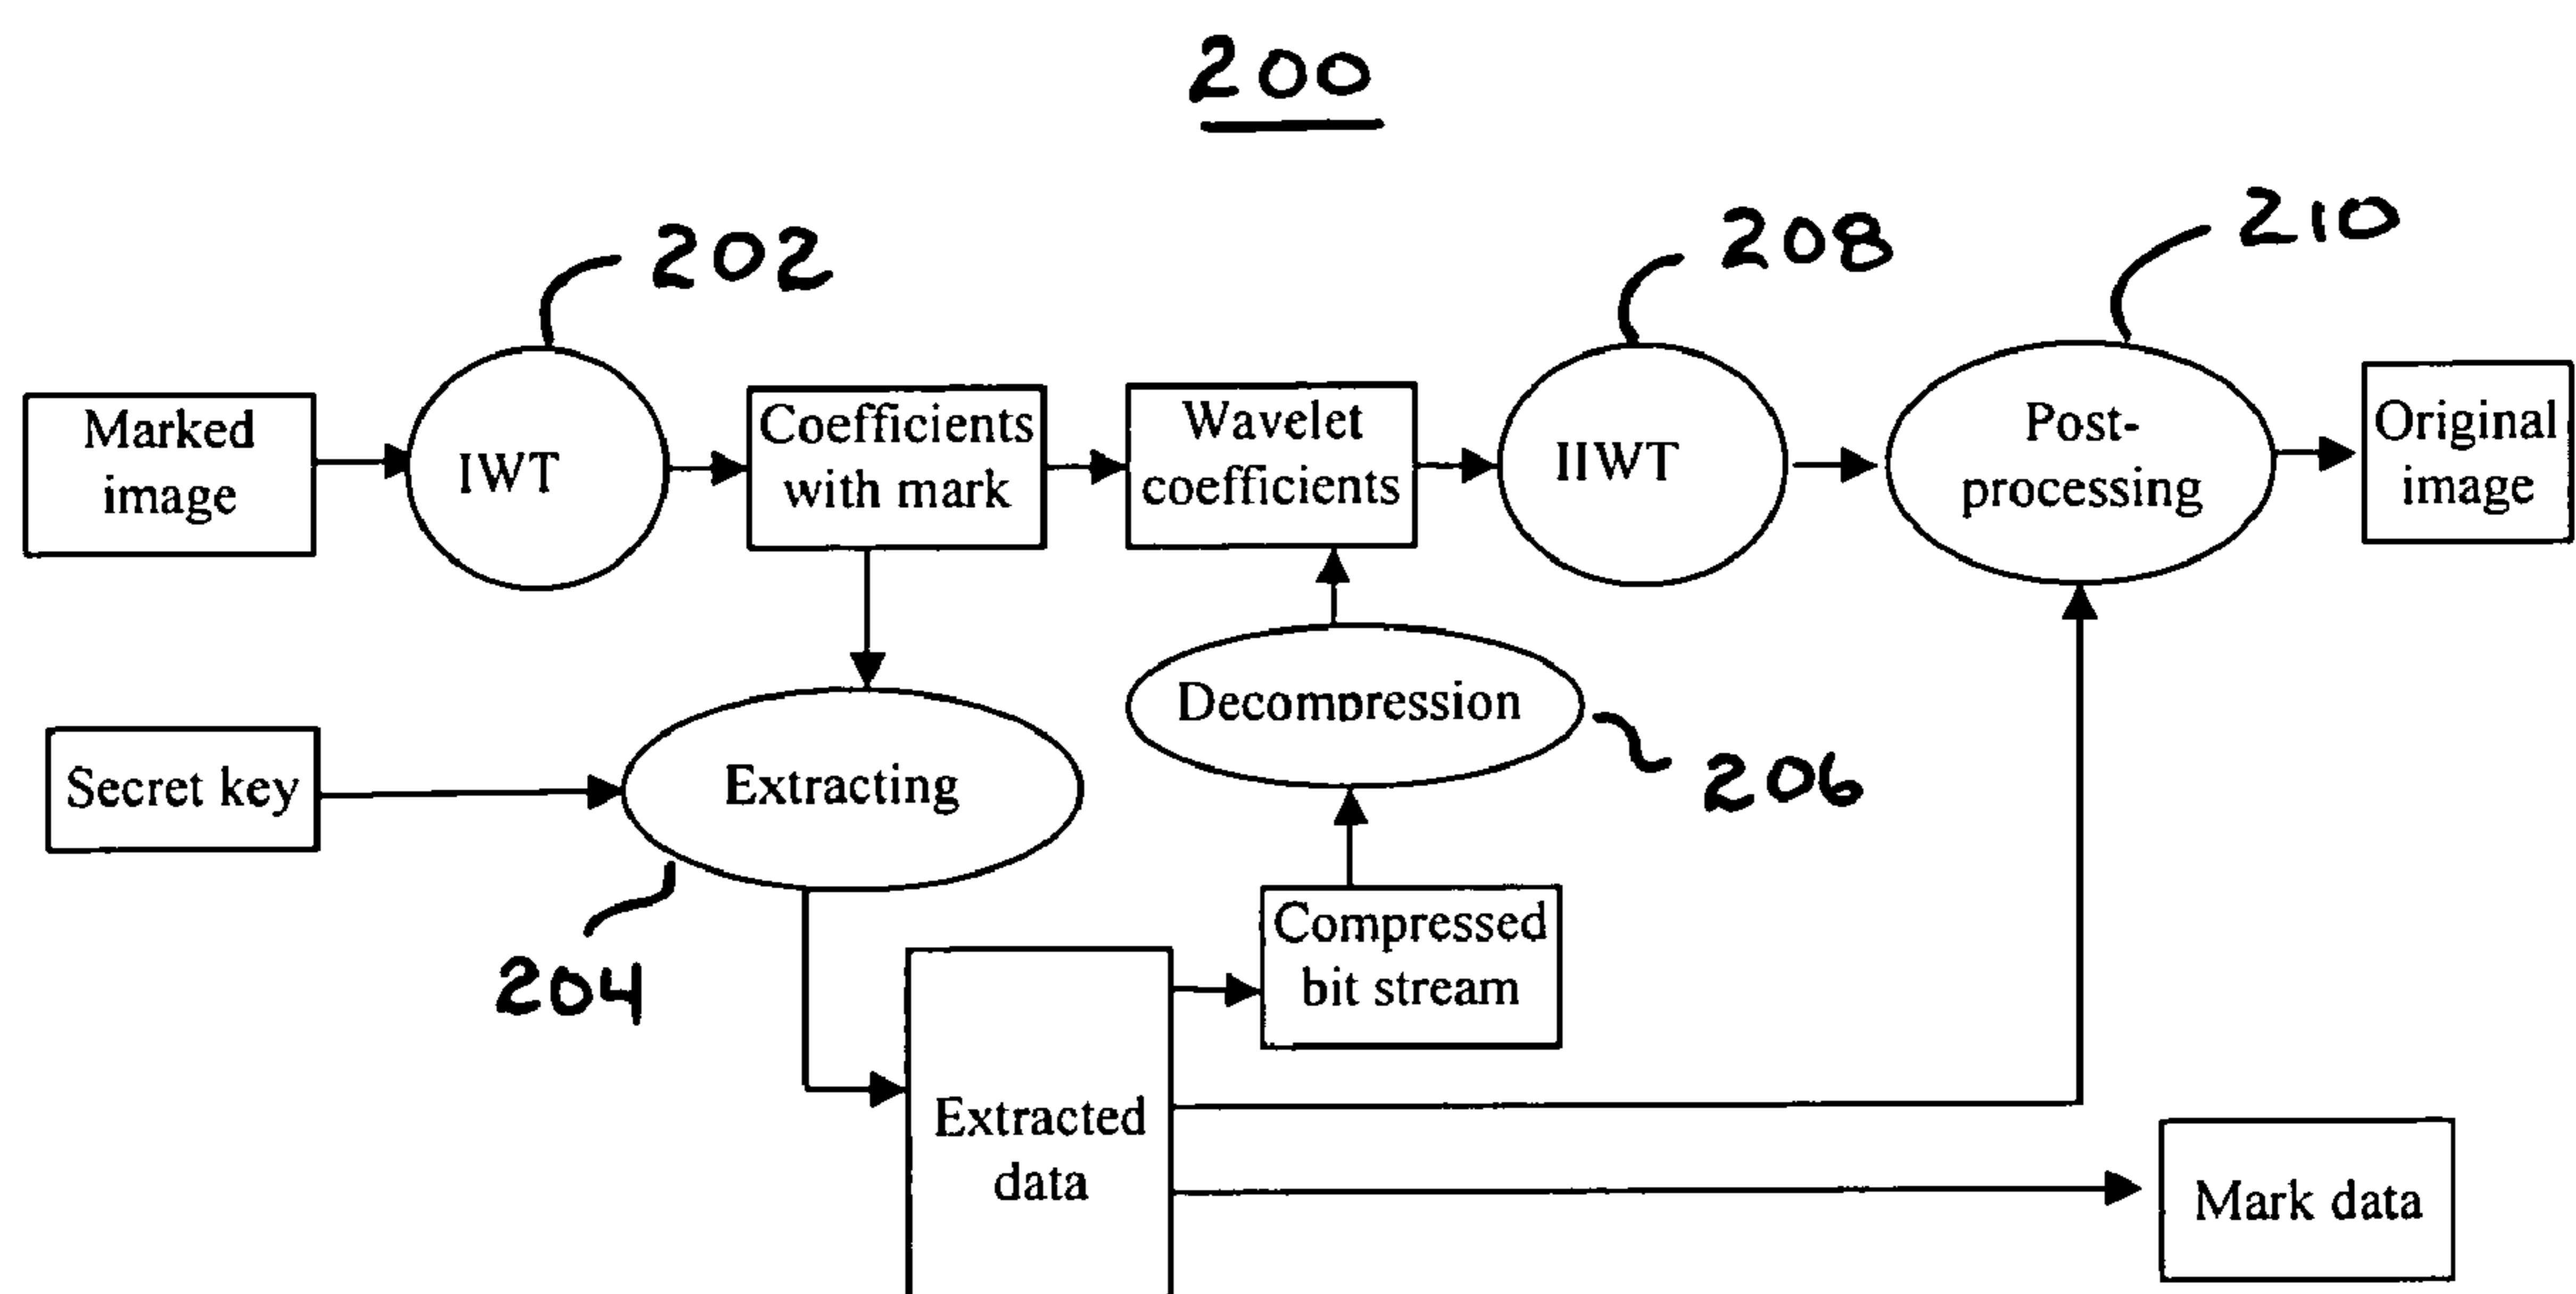 200
202
208
210
Marked
image
IWT
Coefficients
with mark
Wavelet
coefficients
IIWT
Post-
processing
Original
image
Secret key
Extracting
Decompression
206
204
Compressed
bit stream
Extracted
data
Mark data